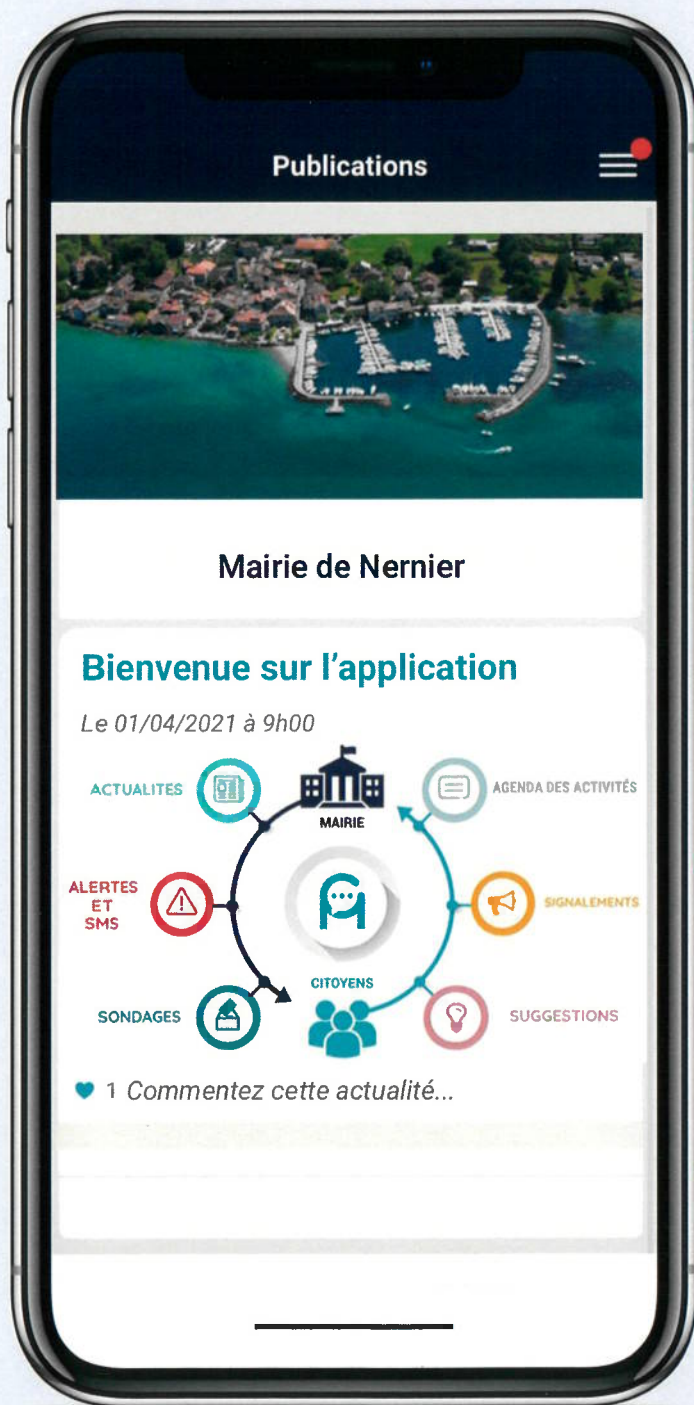 Publications
Mairie de Nernier
Bienvenue sur l'application
Le 01/04/2021 à 9h00
ACTUALITES
MAIRIE
AGENDA DES ACTIVITÉS
ALERTES
ET
SMS
SIGNALEMENTS
CITOYENS
SONDAGES
SUGGESTIONS
1 Commentez cette actualité...